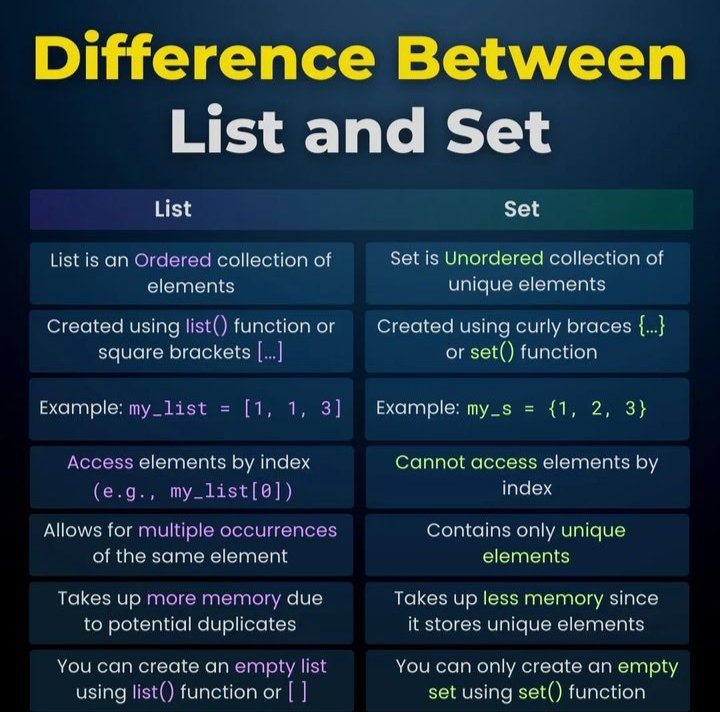 Difference Between
List and Set
List
Set
List is an Ordered collection of
elements
Set is Unordered collection of
unique elements
Created using list() function or
square brackets [...]
Created using curly braces {...}
or set() function
Example: my_list = [1, 1, 3]
Example: my_s = {1, 2, 3}
Access elements by index
(e.g., my_list[0])
Cannot access elements by
index
Allows for multiple occurrences
of the same element
Contains only unique
elements
Takes up more memory due
to potential duplicates
Takes up less memory since
it stores unique elements
You can create an empty list
using list() function or [ ]
You can only create an empty
set using set() function